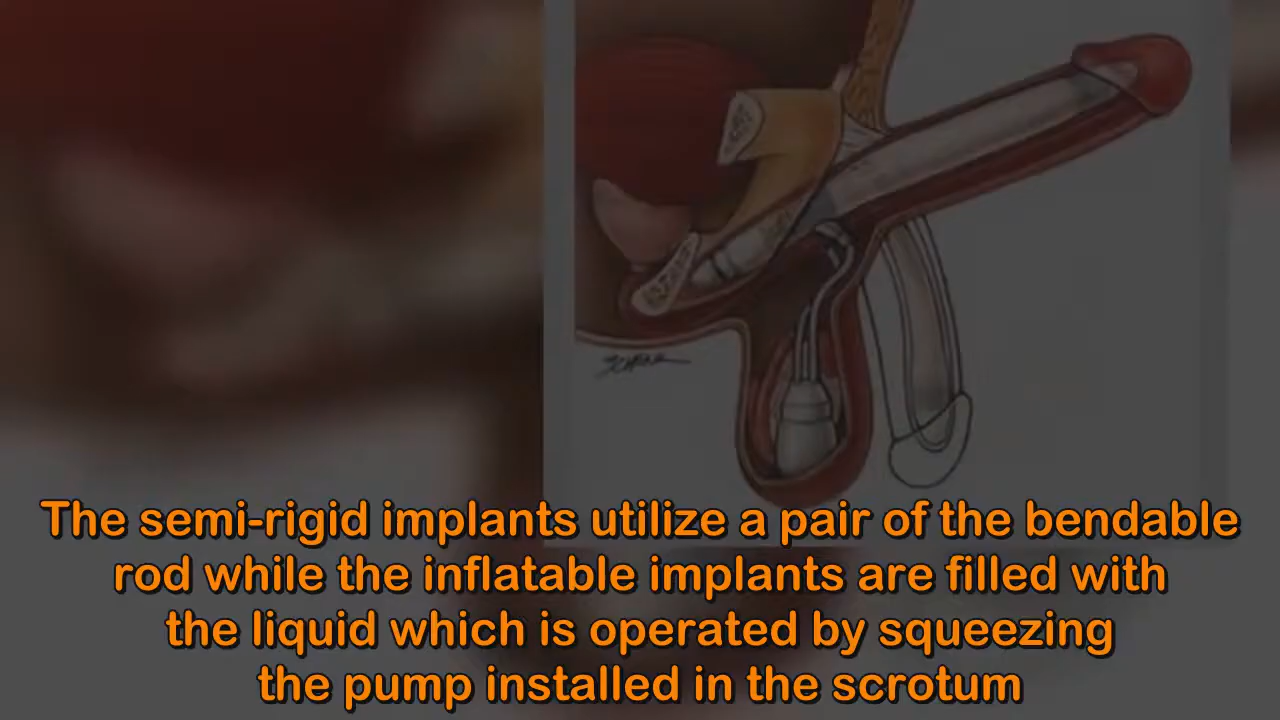 The semi-rigid implants utilize a pair of the bendable
rod while the inflatable implants are filled with
the liquid which is operated by squeezing
the pump installed in the scrotum